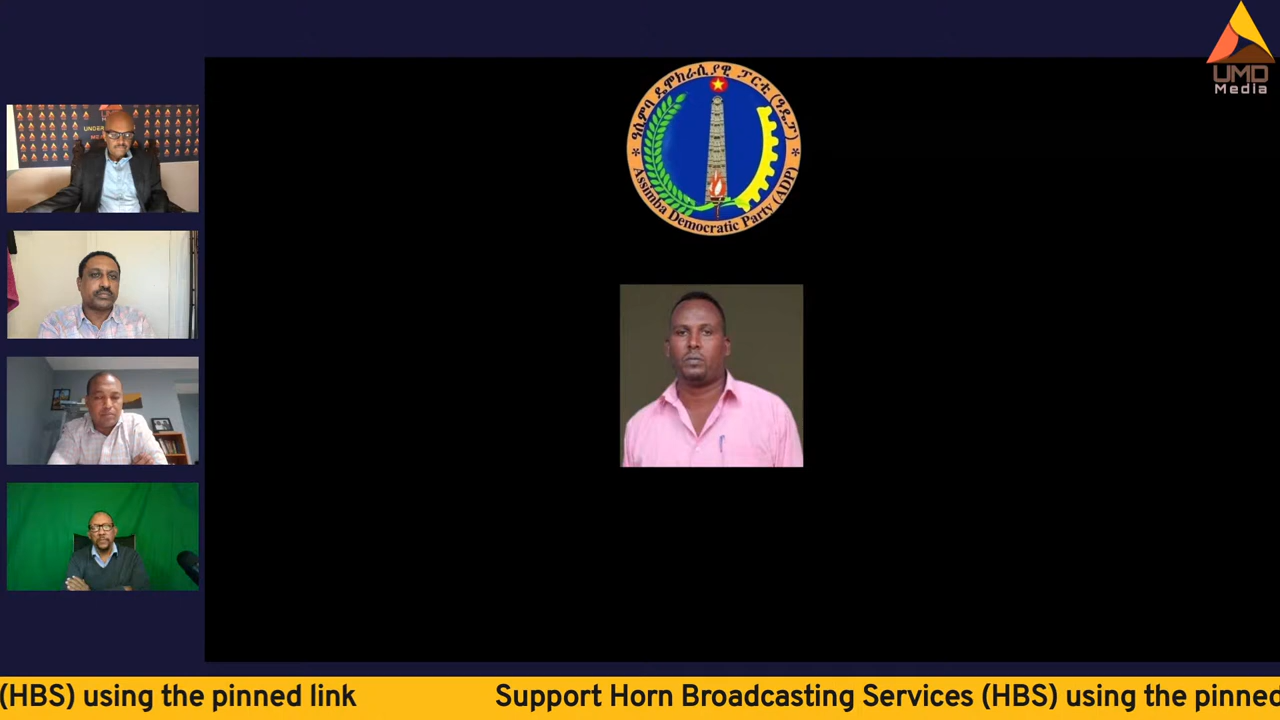 UMD
Media
ዓሲምባ ዴሞክራሲያዊ ፓርቲ (ዓዴፓ)
Assimba Democratic Party (ADP)
(HBS) using the pinned link
Support Horn Broadcasting Services (HBS) using the pinned